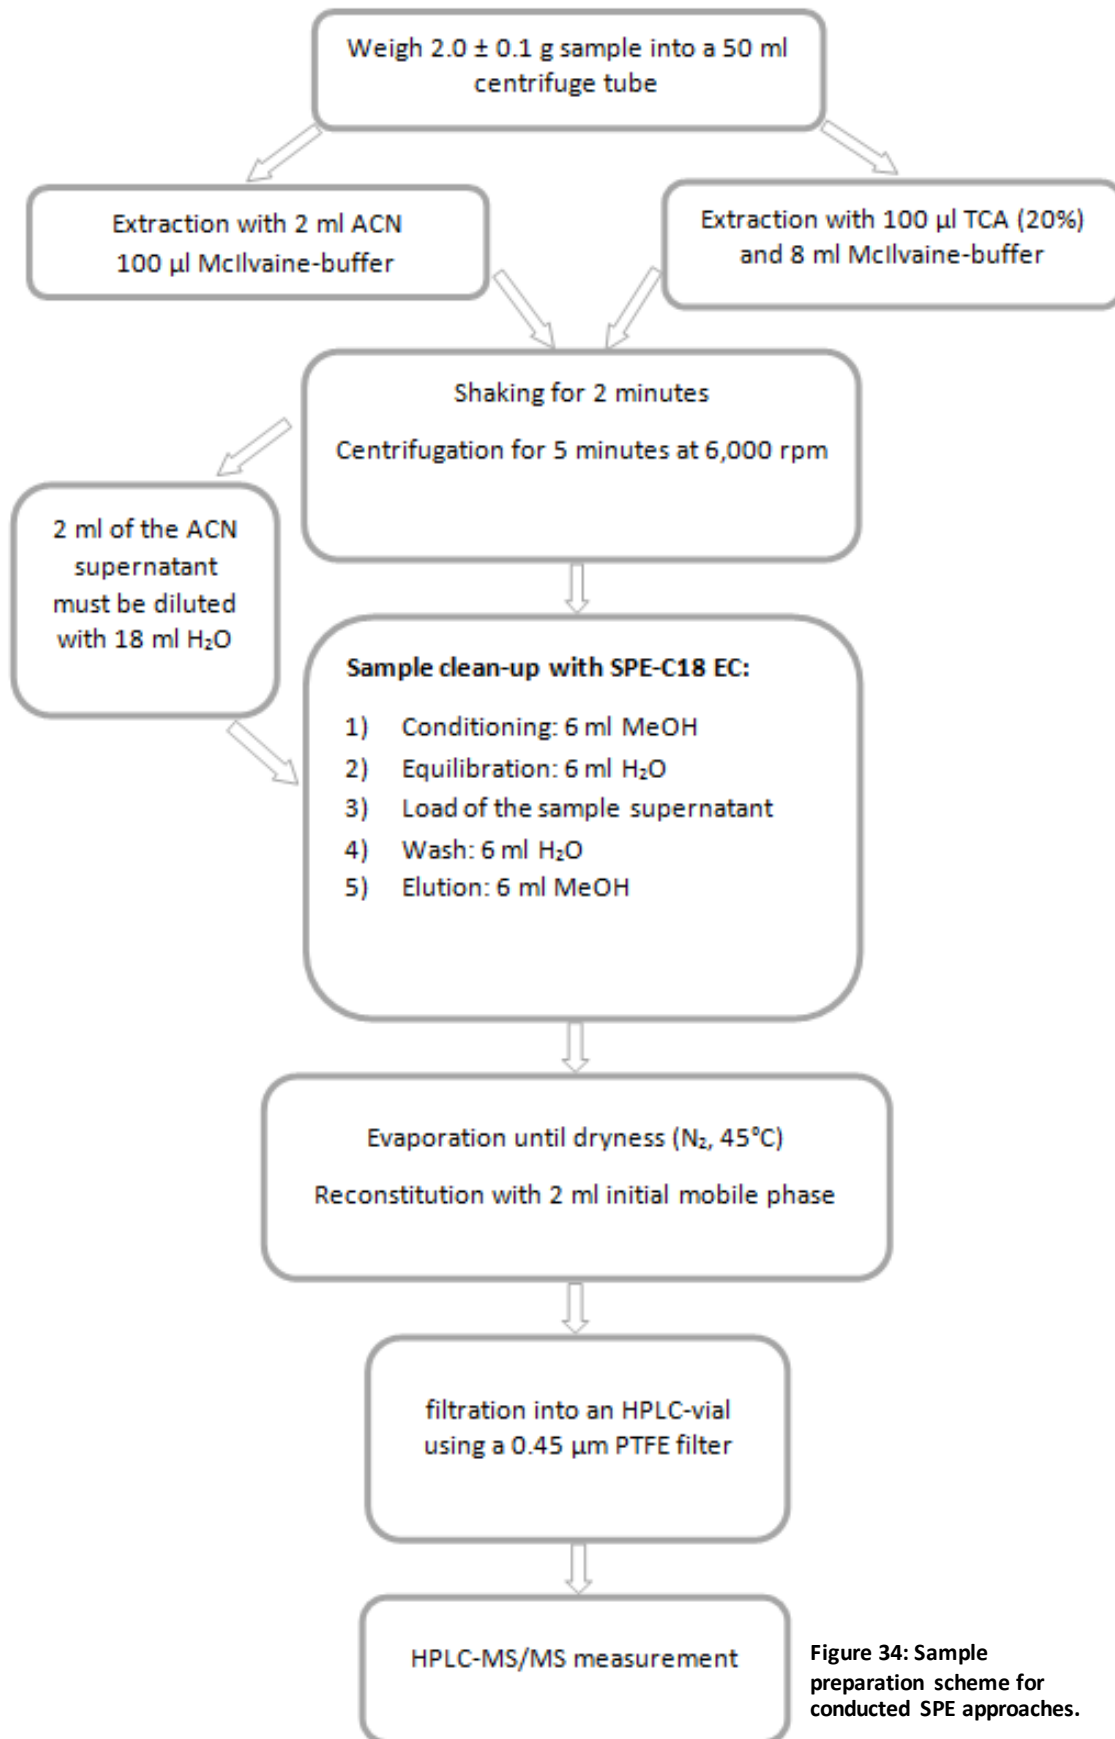 Weigh 2.0 ± 0.1 g sample into a 50 ml
centrifuge tube
Extraction with 2 ml ACN
100 µl McIlvaine-buffer
Extraction with 100 µl TCA (20%)
and 8 ml McIlvaine-buffer
Shaking for 2 minutes
Centrifugation for 5 minutes at 6,000 rpm
2 ml of the ACN
supernatant
must be diluted
with 18 ml H₂O
Sample clean-up with SPE-C18 EC:
1) Conditioning: 6 ml MeOH
2) Equilibration: 6 ml H₂O
3) Load of the sample supernatant
4) Wash: 6 ml H₂O
5) Elution: 6 ml MeOH
Evaporation until dryness (N₂, 45°C)
Reconstitution with 2 ml initial mobile phase
filtration into an HPLC-vial
using a 0.45 µm PTFE filter
HPLC-MS/MS measurement
Figure 34: Sample
preparation scheme for
conducted SPE approaches.